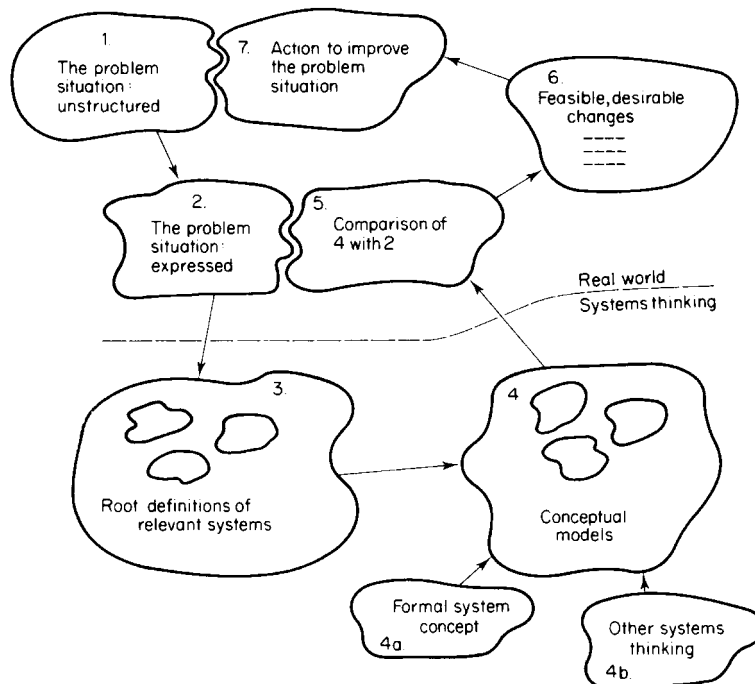 1.
The problem
situation:
unstructured
7. Action to improve
the problem
situation
6.
Feasible, desirable
changes
2.
The problem
situation:
expressed
5.
Comparison of
4 with 2
Real world
Systems thinking
3.
Root definitions of
relevant systems
4
Conceptual
models
Formal system
concept
4a.
Other systems
thinking
4b.